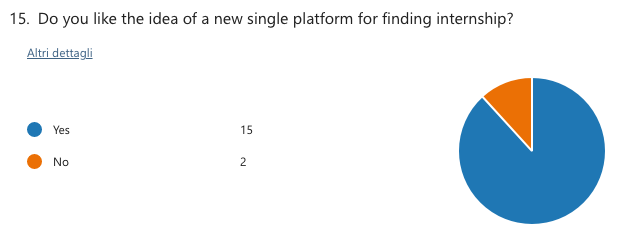 15. Do you like the idea of a new single platform for finding internship?
Altri dettagli
Yes 15
No 2